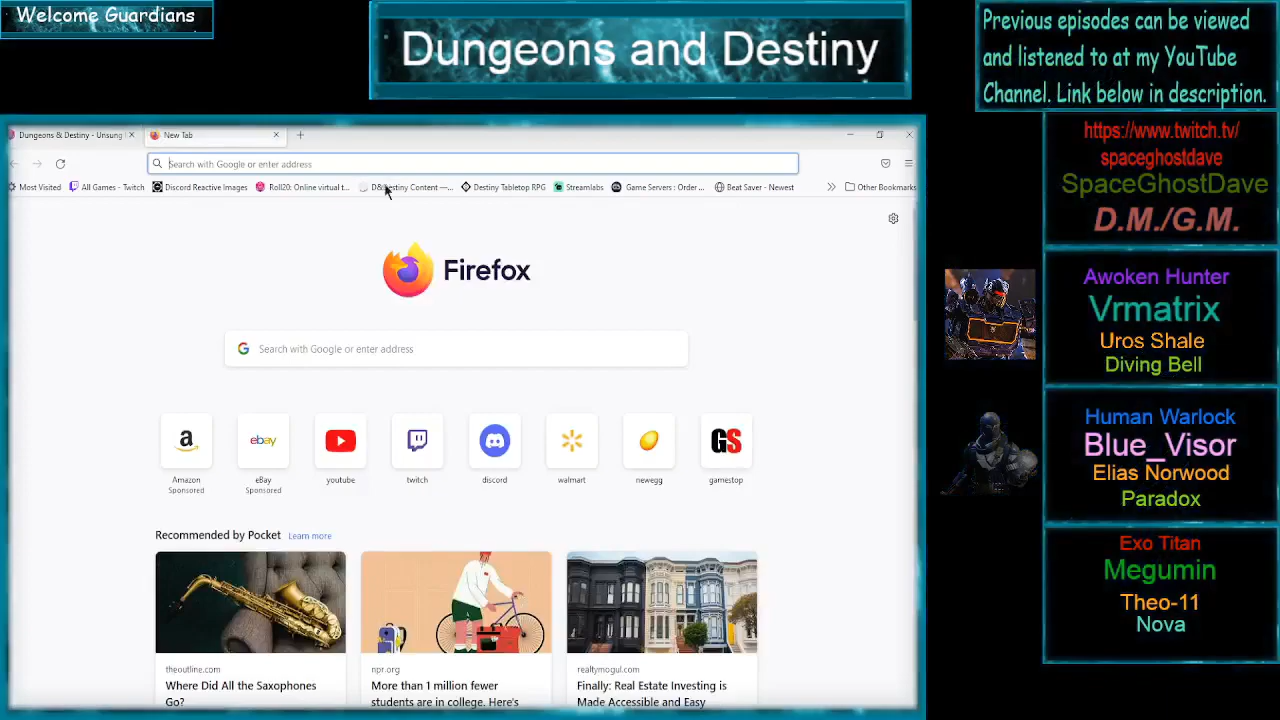 Welcome Guardians
Dungeons and Destiny
Previous episodes can be viewed
and listened to at my YouTube
Channel. Link below in description.
Dungeons & Destiny - Unsung
New Tab
Search with Google or enter address
Most Visited
All Games - Twitch
Discord Reactive Images
Roll20: Online virtual t...
D&Destiny Content —...
Destiny Tabletop RPG
Streamlabs
Game Servers : Order ...
Beat Saver - Newest
Other Bookmarks
Firefox
Search with Google or enter address
a
ebay
GS
Amazon
Sponsored
eBay
Sponsored
youtube
twitch
discord
walmart
newegg
gamestop
Recommended by Pocket Learn more
theoutline.com
Where Did All the Saxophones
Go?
npr.org
More than 1 million fewer
students are in college. Here's
realtymogul.com
Finally: Real Estate Investing is
Made Accessible and Easy
https://www.twitch.tv/
spaceghostdave
SpaceGhostDave
D.M./G.M.
Awoken Hunter
Vrmatrix
Uros Shale
Diving Bell
Human Warlock
Blue_Visor
Elias Norwood
Paradox
Exo Titan
Megumin
Theo-11
Nova